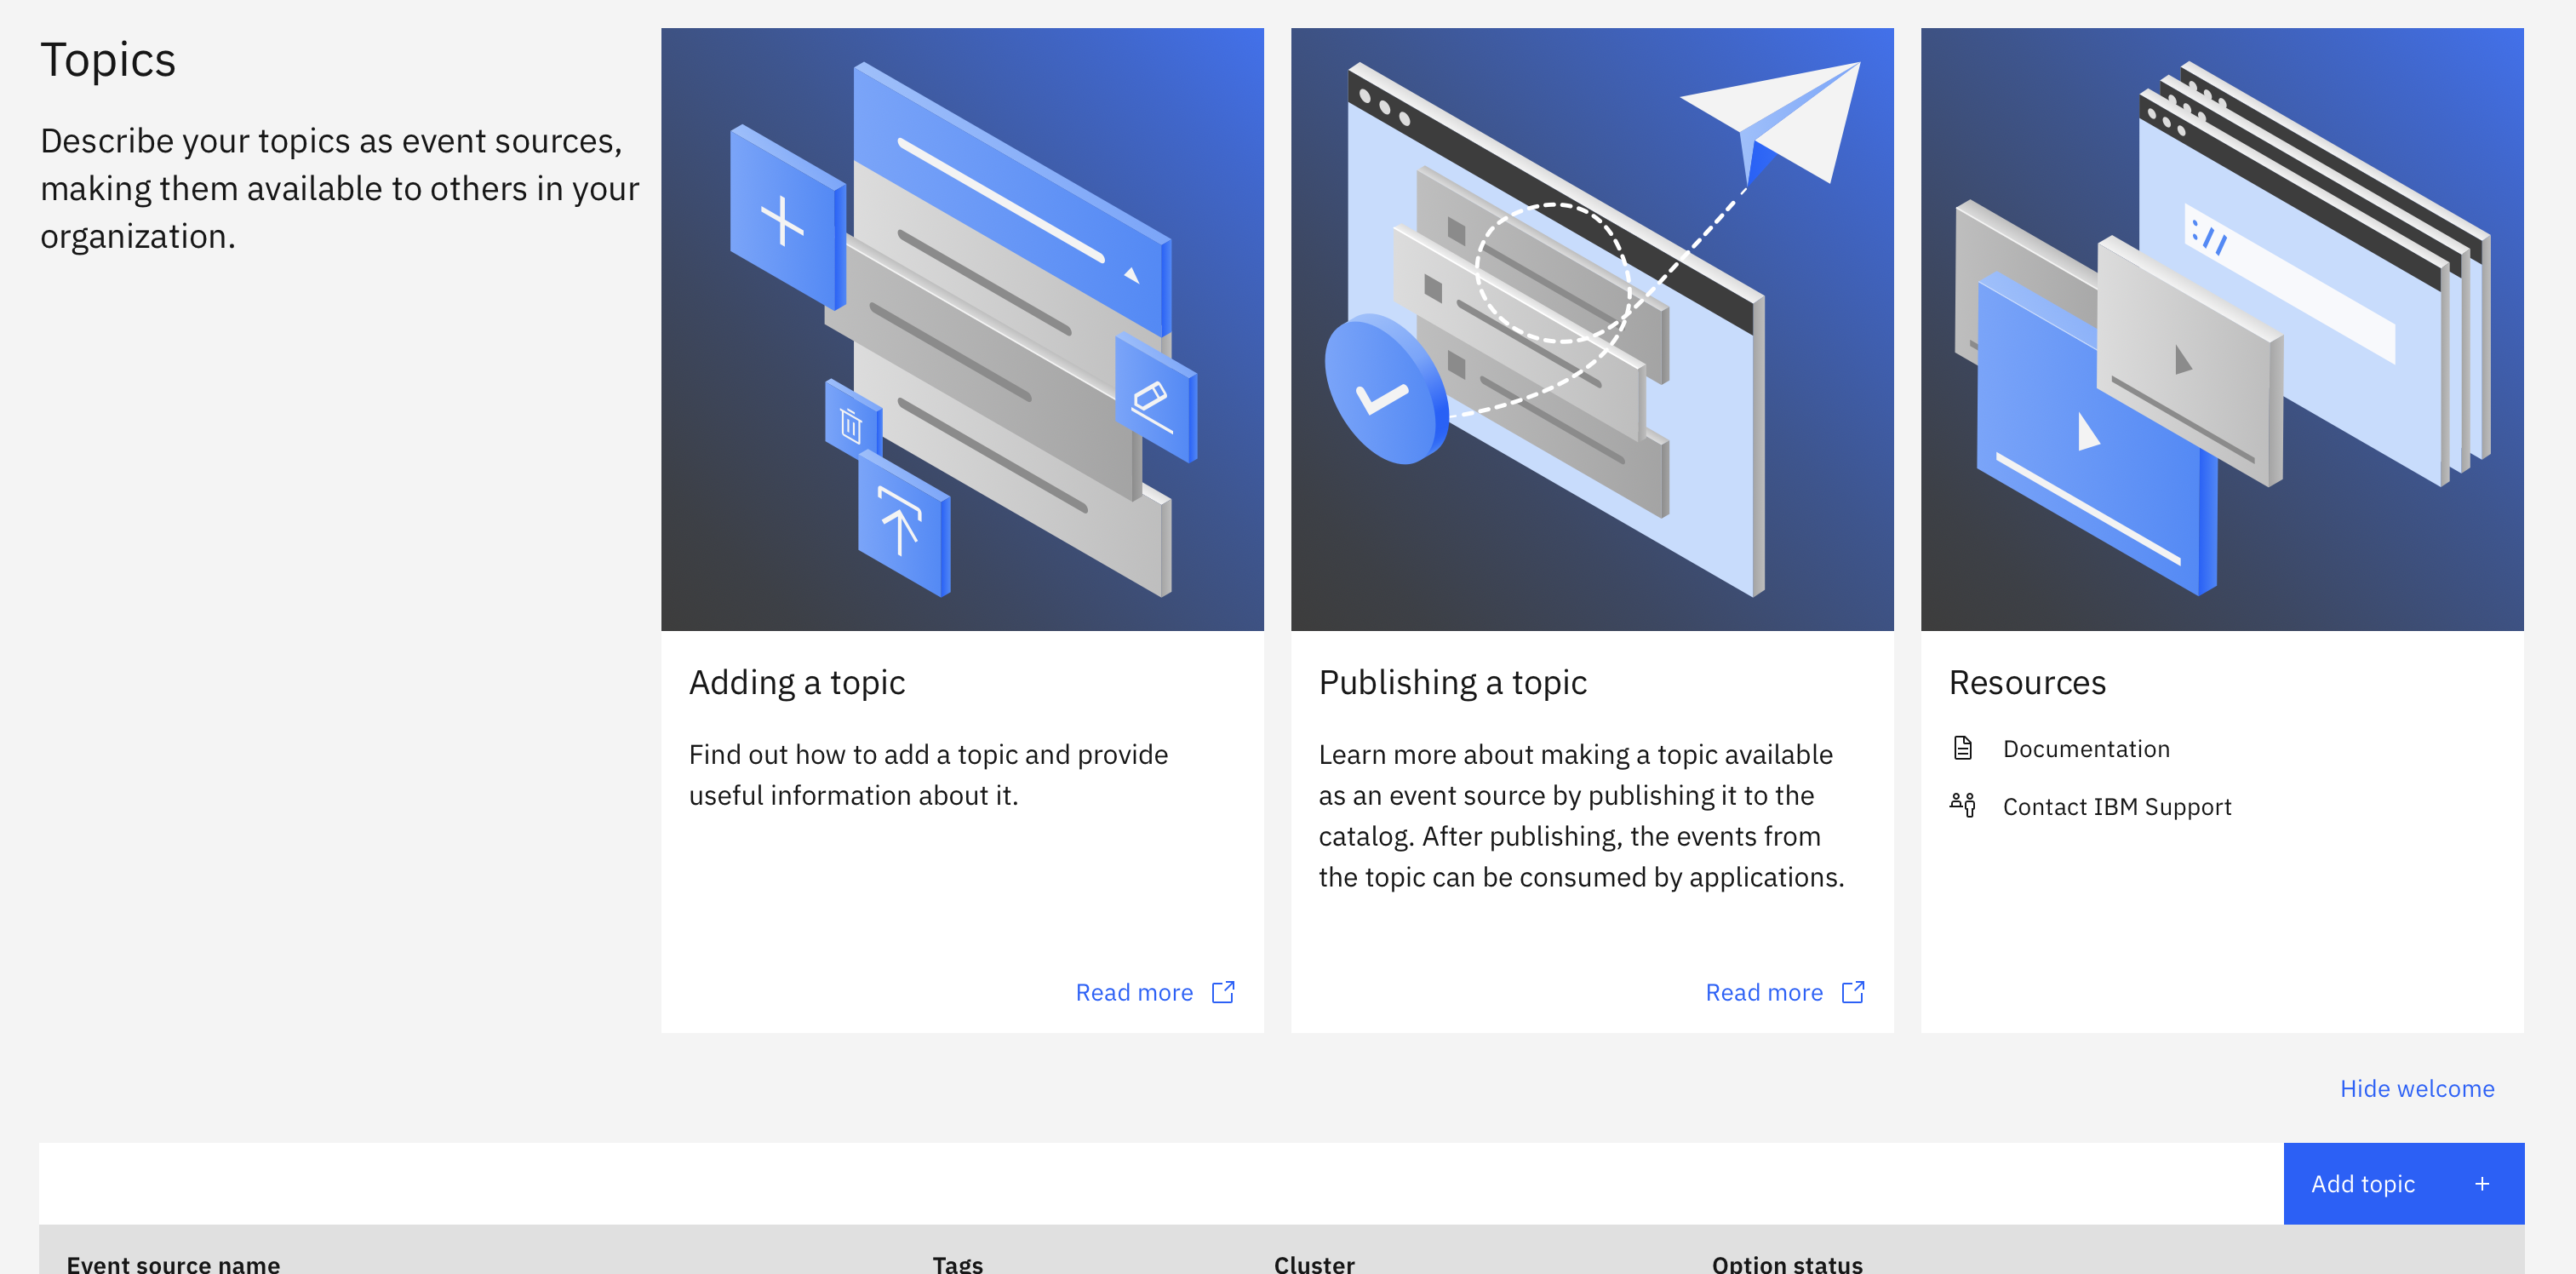 Topics
Describe your topics as event sources,
making them available to others in your
organization.
://
Adding a topic
Find out how to add a topic and provide
useful information about it.
Read more
Publishing a topic
Learn more about making a topic available
as an event source by publishing it to the
catalog. After publishing, the events from
the topic can be consumed by applications.
Read more
Resources
Documentation
Contact IBM Support
Hide welcome
Add topic +
Event source name Tags Cluster Option status